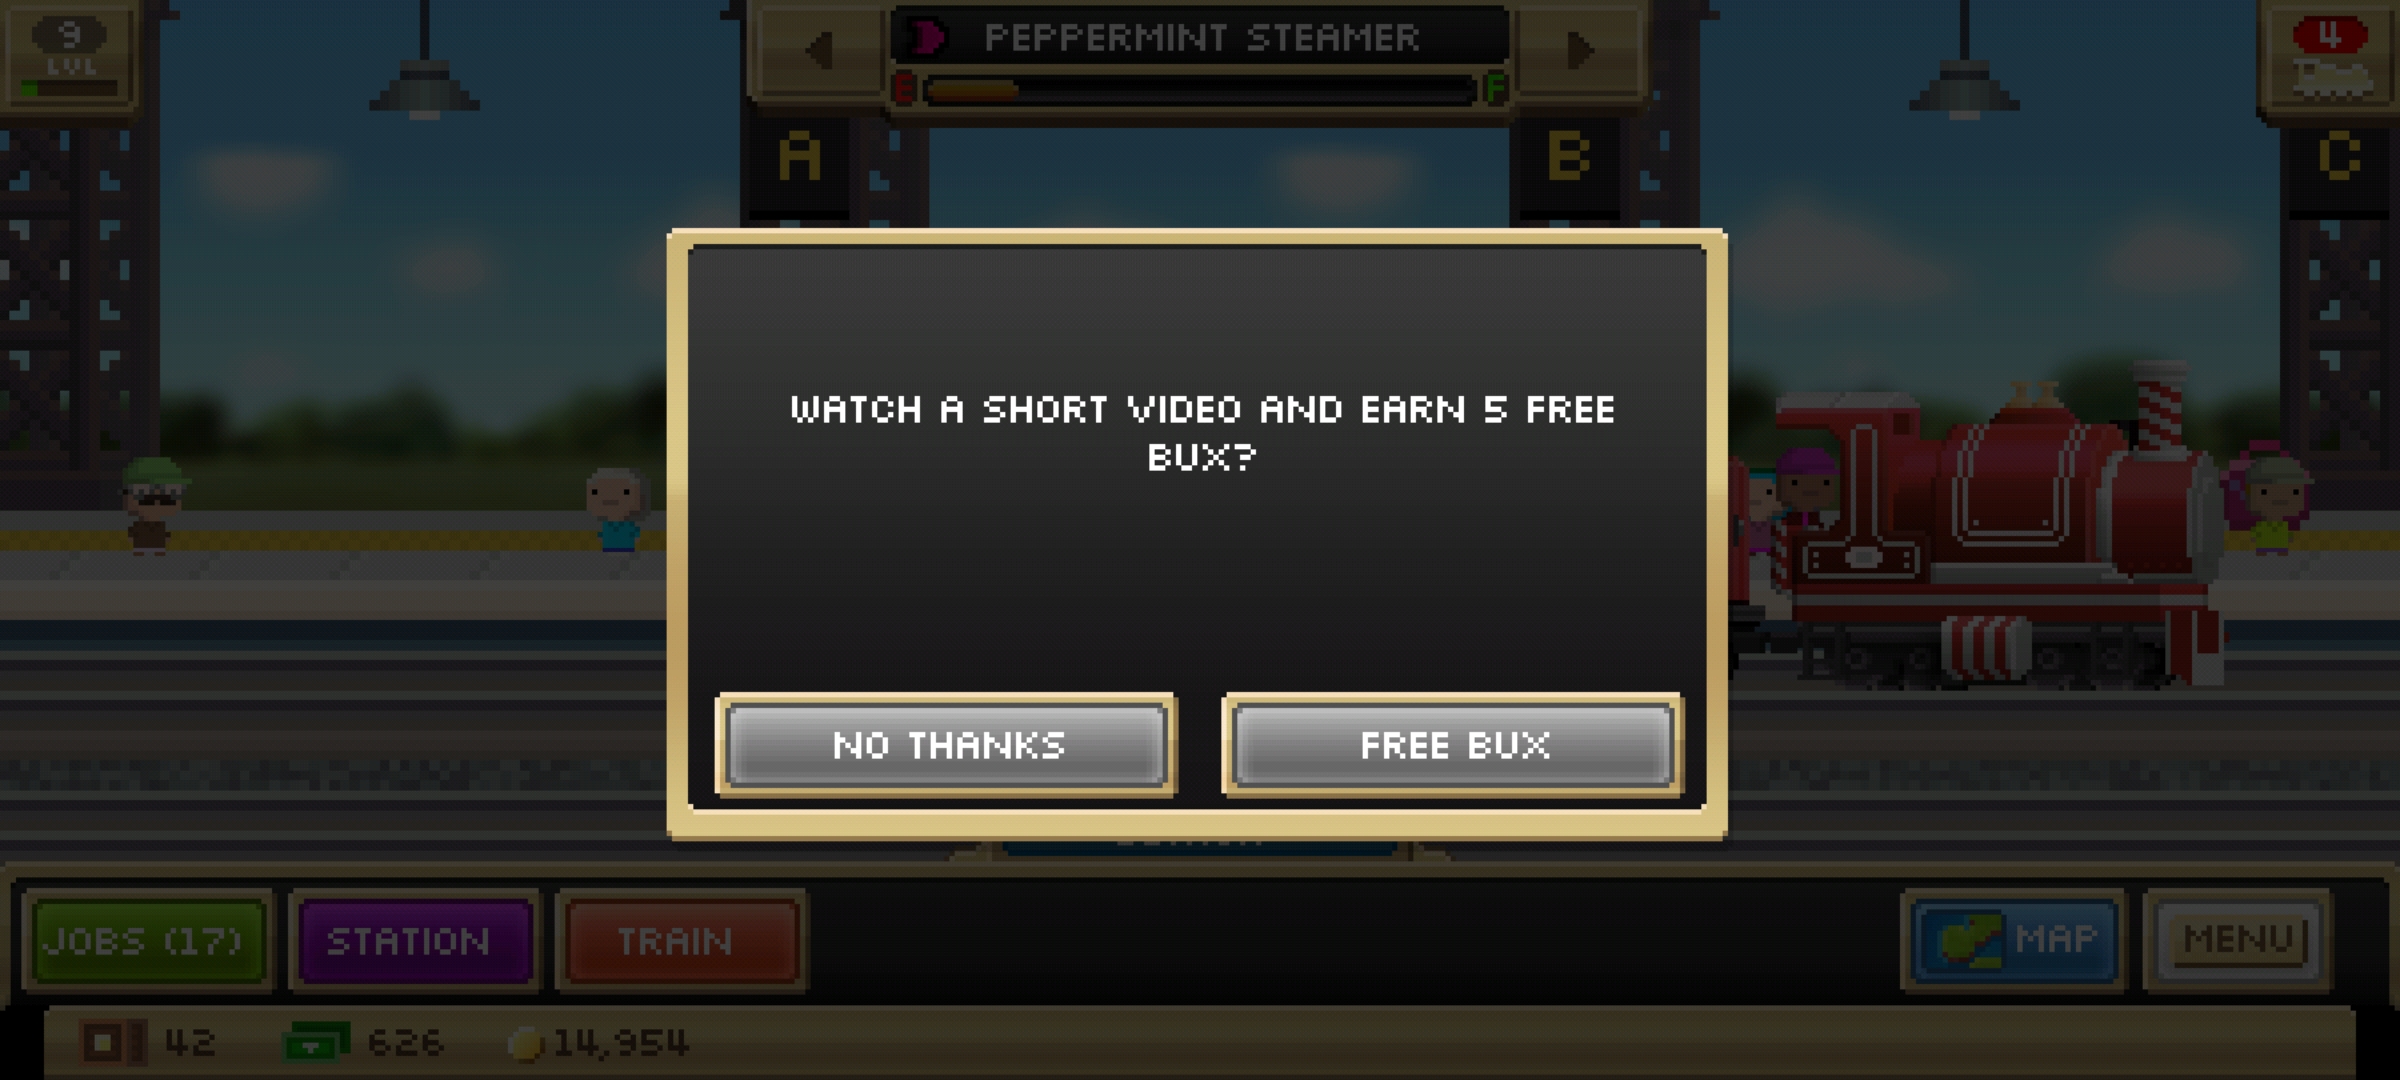 9
LVL
PEPPERMINT STEAMER
4
E
F
A
B
C
WATCH A SHORT VIDEO AND EARN 5 FREE
BUX?
NO THANKS
FREE BUX
JOBS (17)
STATION
TRAIN
MAP
MENU
42
626
14,954